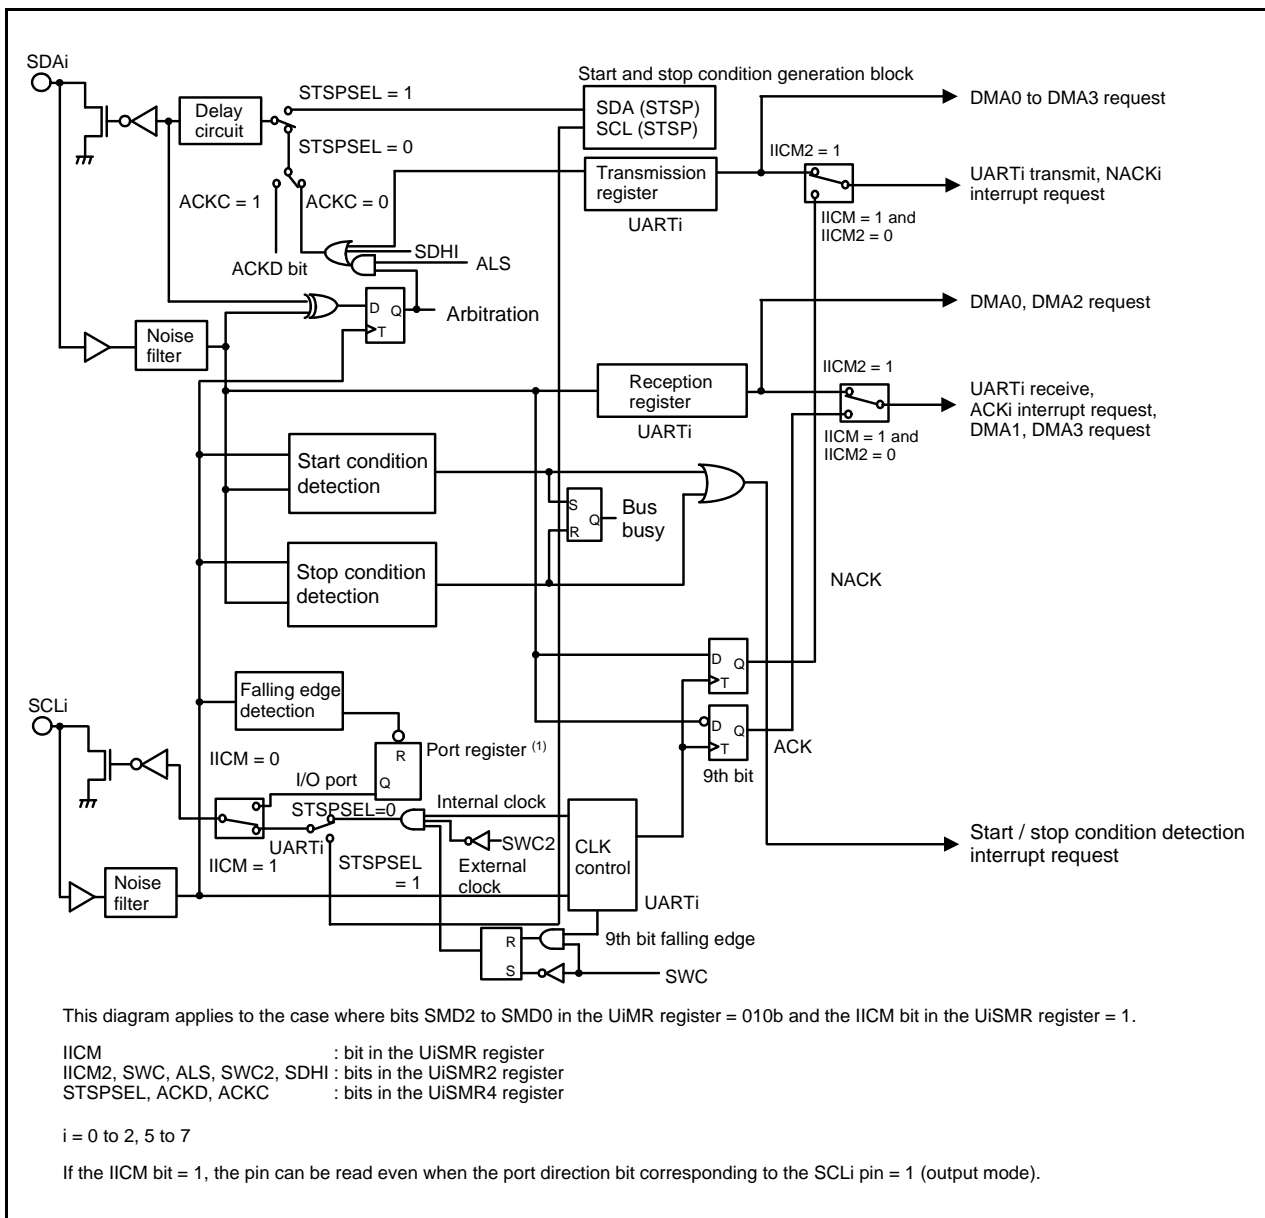 SDAi
STSPSEL = 1
Delay
circuit
STSPSEL = 0
ACKC = 1
ACKC = 0
ACKD bit
SDHI
ALS
Start and stop condition generation block
SDA (STSP)
SCL (STSP)
Transmission
register
UARTi
DMA0 to DMA3 request
IICM2 = 1
UARTi transmit, NACKi
interrupt request
IICM = 1 and
IICM2 = 0
D
Q
T
Arbitration
Noise
filter
DMA0, DMA2 request
Reception
register
UARTi
IICM2 = 1
UARTi receive,
ACKi interrupt request,
DMA1, DMA3 request
IICM = 1 and
IICM2 = 0
Start condition
detection
S
R
Q
Bus
busy
Stop condition
detection
NACK
D
Q
T
D
Q
T
ACK
9th bit
Falling edge
detection
SCLi
R
Q
Port register (1)
IICM = 0
I/O port
STSPSEL=0
Internal clock
SWC2
UARTi
IICM = 1
STSPSEL
= 1
External
clock
CLK
control
UARTi
Noise
filter
9th bit falling edge
R
S
SWC
Start / stop condition detection
interrupt request
This diagram applies to the case where bits SMD2 to SMD0 in the UiMR register = 010b and the IICM bit in the UiSMR register = 1.
IICM : bit in the UiSMR register
IICM2, SWC, ALS, SWC2, SDHI : bits in the UiSMR2 register
STSPSEL, ACKD, ACKC : bits in the UiSMR4 register
i = 0 to 2, 5 to 7
If the IICM bit = 1, the pin can be read even when the port direction bit corresponding to the SCLi pin = 1 (output mode).